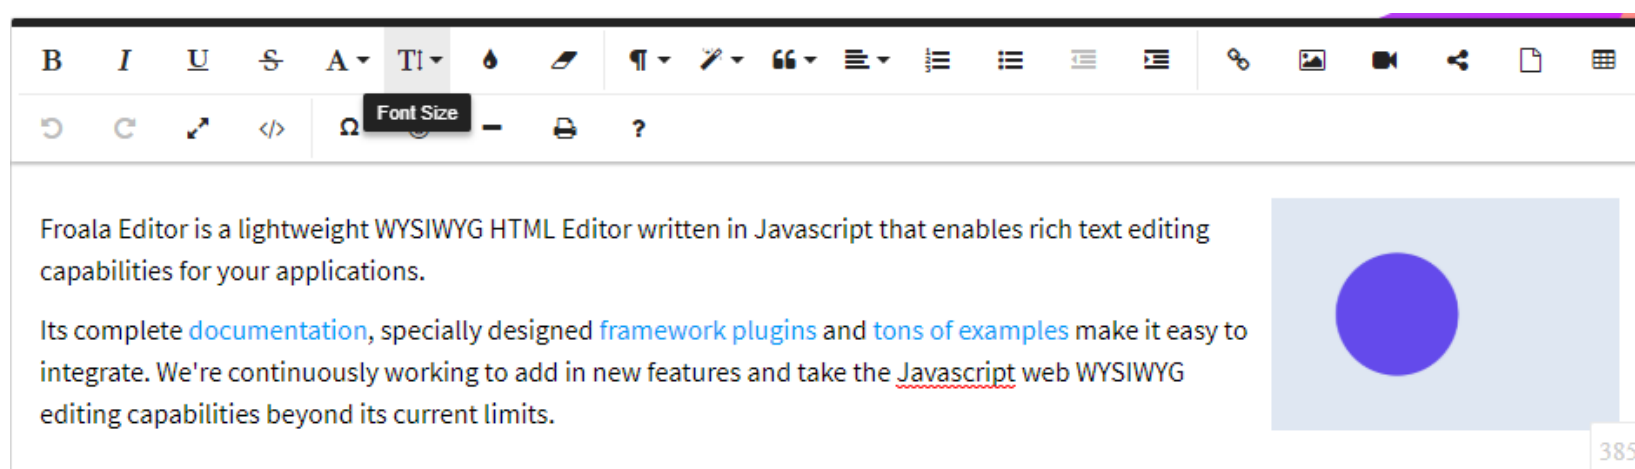 Font Size
Froala Editor is a lightweight WYSIWYG HTML Editor written in Javascript that enables rich text editing
capabilities for your applications.
Its complete documentation, specially designed framework plugins and tons of examples make it easy to
integrate. We're continuously working to add in new features and take the Javascript web WYSIWYG
editing capabilities beyond its current limits.
385